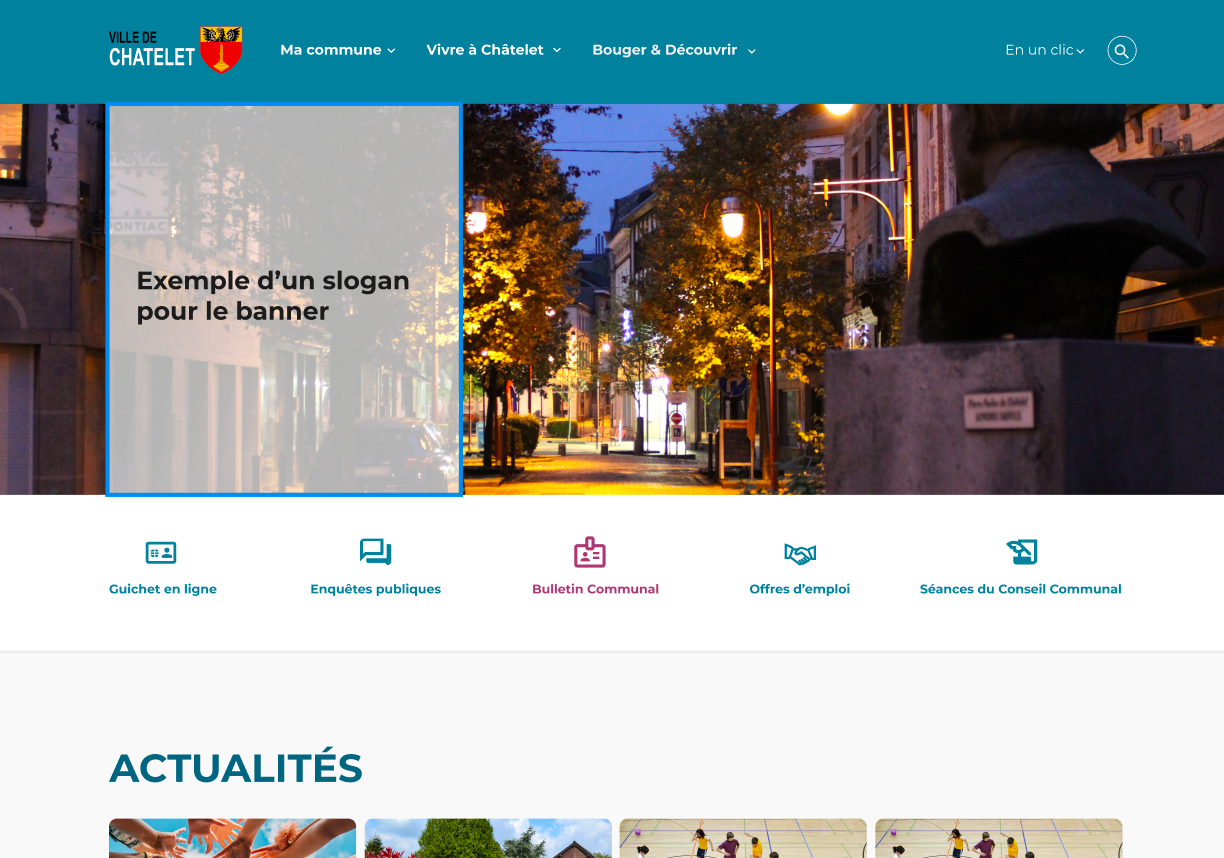 VILLE DE
CHATELET
Ma commune
Vivre à Châtelet
Bouger & Découvrir
En un clic
PONTIAC
Exemple d’un slogan
pour le banner
Guichet en ligne
Enquêtes publiques
Bulletin Communal
Offres d’emploi
Séances du Conseil Communal
ACTUALITÉS